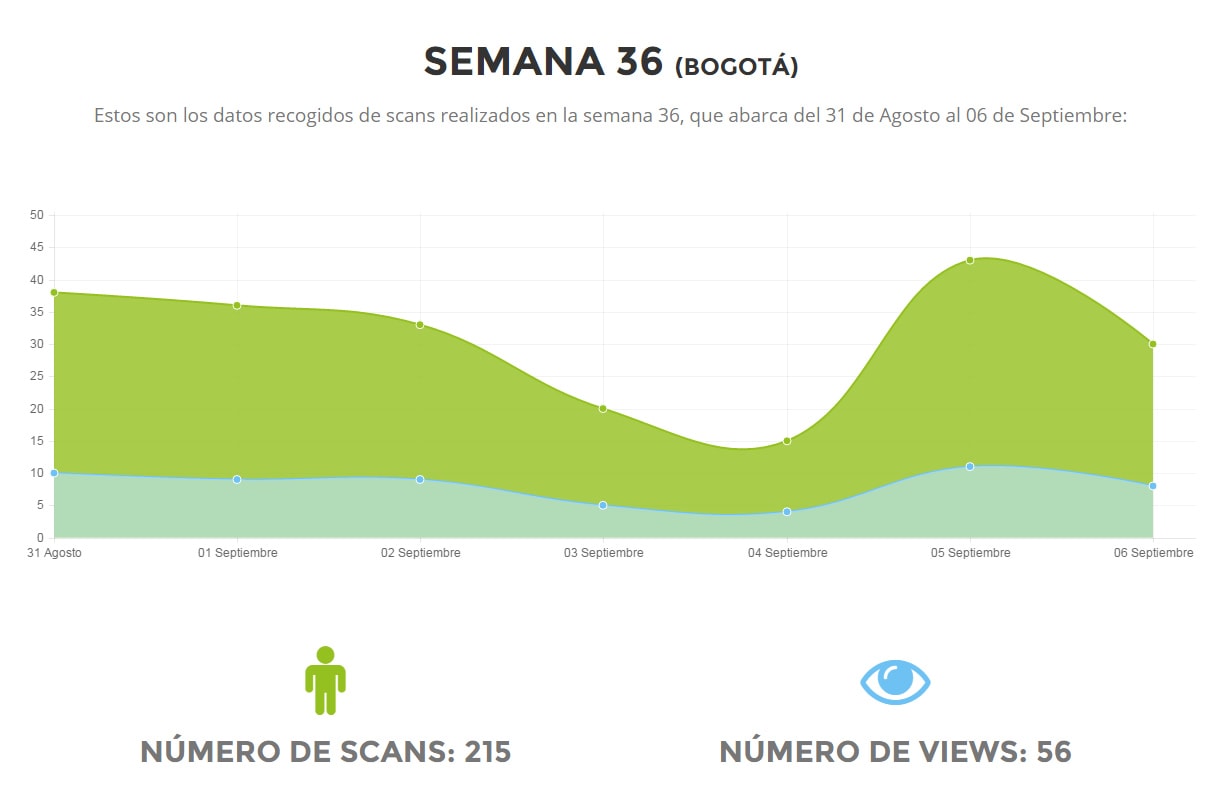 SEMANA 36 (BOGOTÁ)
Estos son los datos recogidos de scans realizados en la semana 36, que abarca del 31 de Agosto al 06 de Septiembre:
50
45
40
35
30
25
20
15
10
5
0
31 Agosto 01 Septiembre 02 Septiembre 03 Septiembre 04 Septiembre 05 Septiembre 06 Septiembre
NÚMERO DE SCANS: 215 NÚMERO DE VIEWS: 56